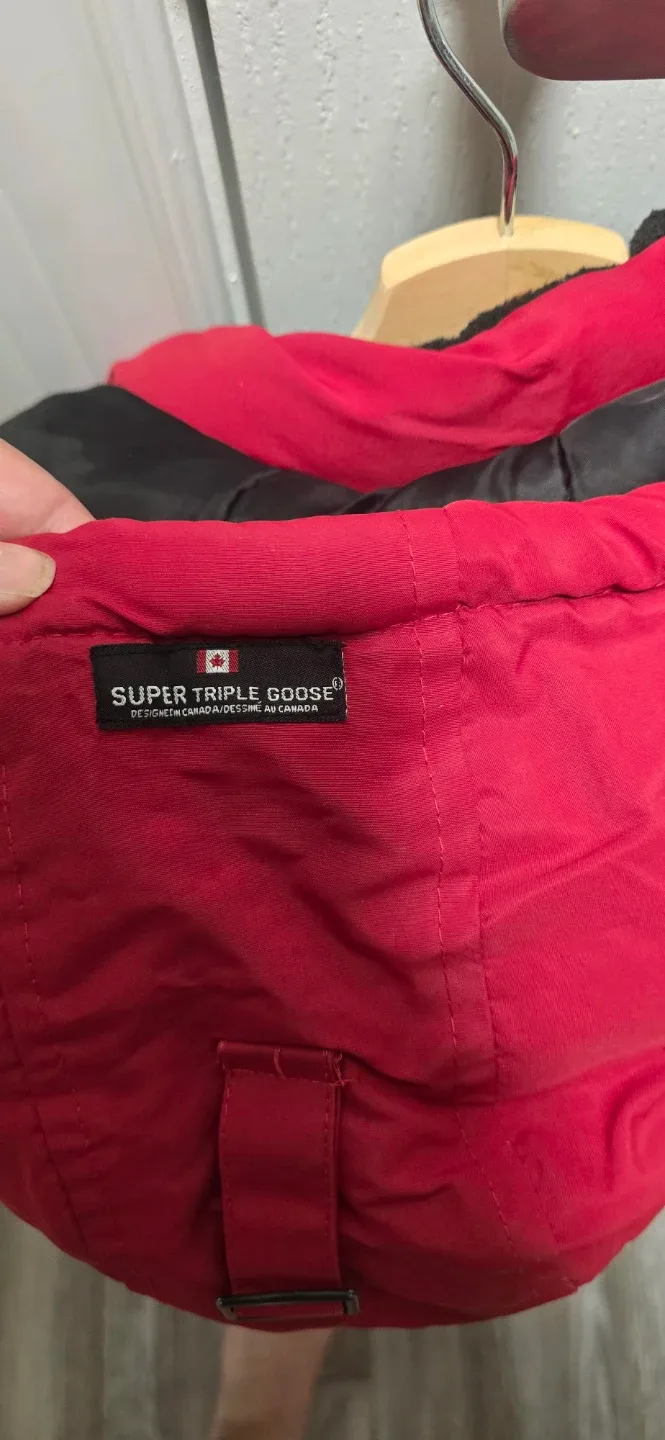 SUPER TRIPLE GOOSE®
DESIGNED IN CANADA/DESSINÉ AU CANADA